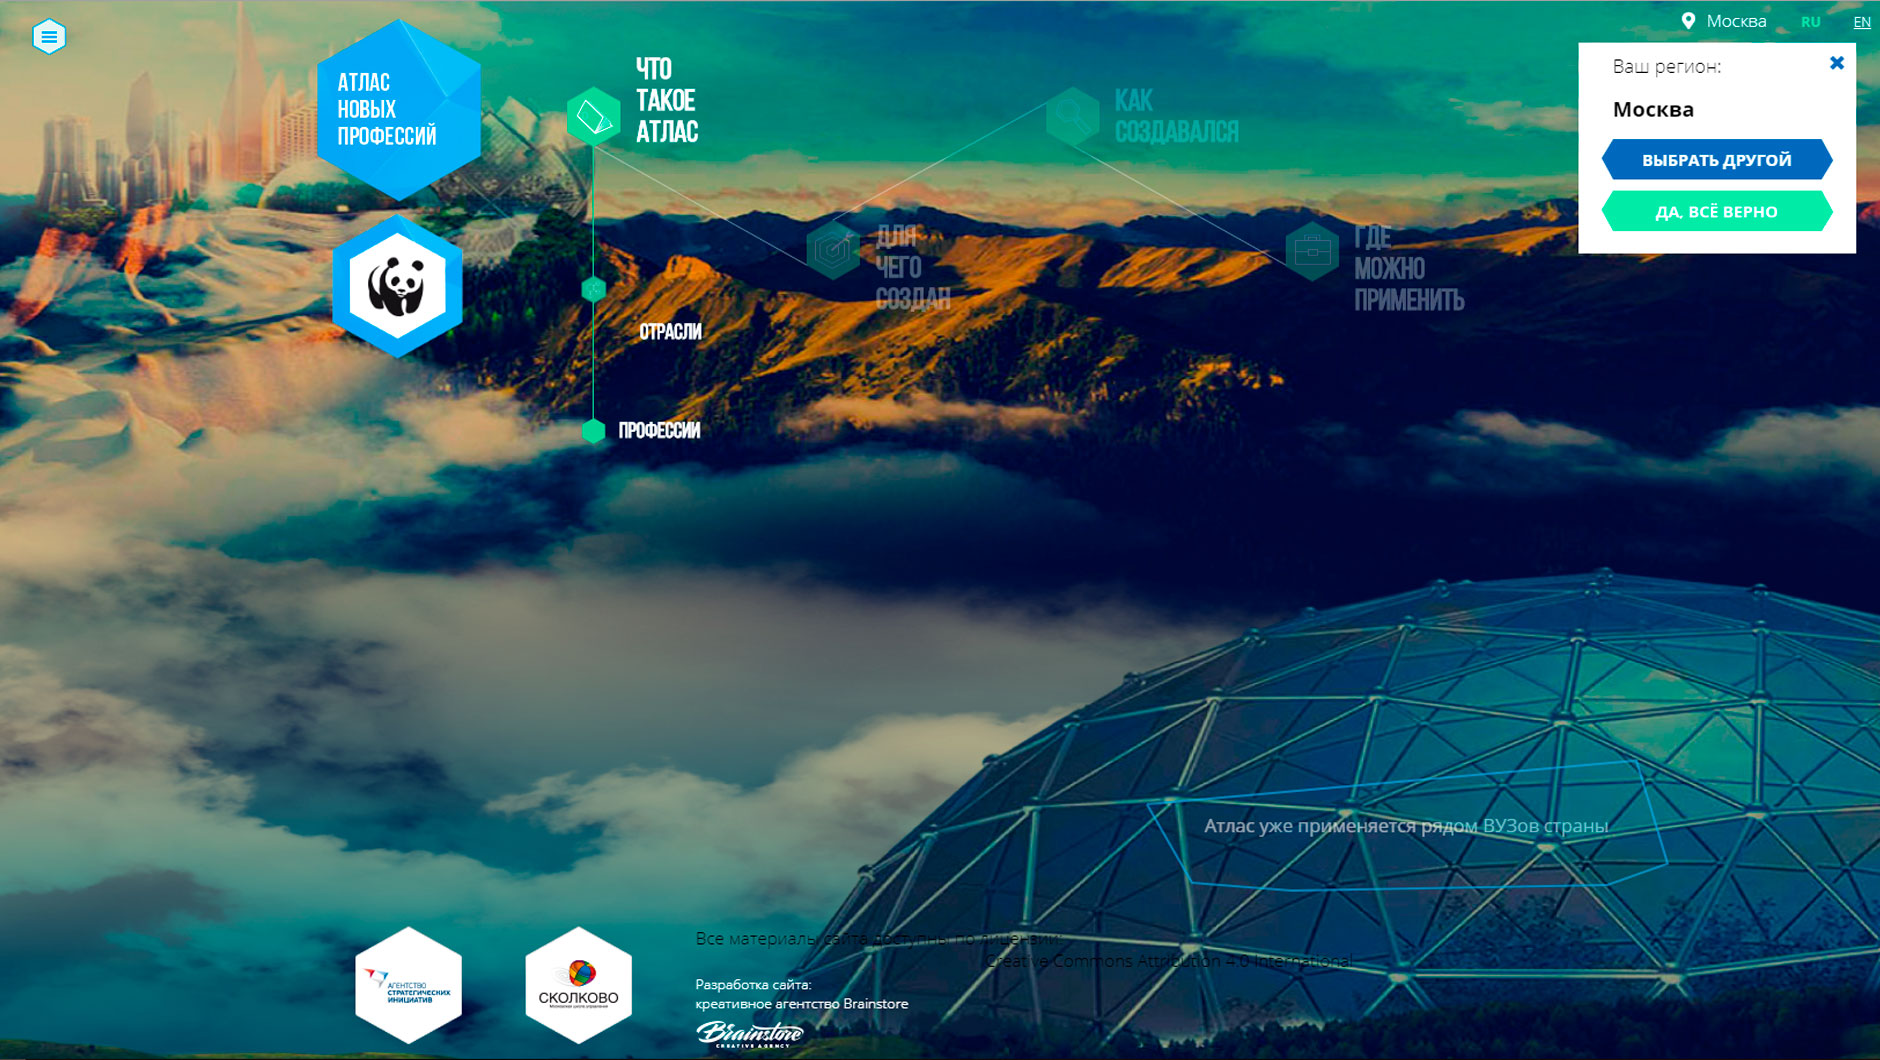 Москва RU EN
Ваш регион:
Москва
ВЫБРАТЬ ДРУГОЙ
ДА, ВСЁ ВЕРНО
АТЛАС
НОВЫХ
ПРОФЕССИЙ
ЧТО
ТАКОЕ
АТЛАС
КАК
СОЗДАВАЛСЯ
ДЛЯ
ЧЕГО
СОЗДАН
ГДЕ
МОЖНО
ПРИМЕНИТЬ
ОТРАСЛИ
ПРОФЕССИИ
Атлас уже применяется рядом ВУЗов страны
АГЕНТСТВО
СТРАТЕГИЧЕСКИХ
ИНИЦИАТИВ
СКОЛКОВО
Московская школа управления
Все материалы сайта доступны по лицензии:
Creative Commons Attribution 4.0 International
Разработка сайта:
креативное агентство Brainstore
Brainstore
CREATIVE AGENCY